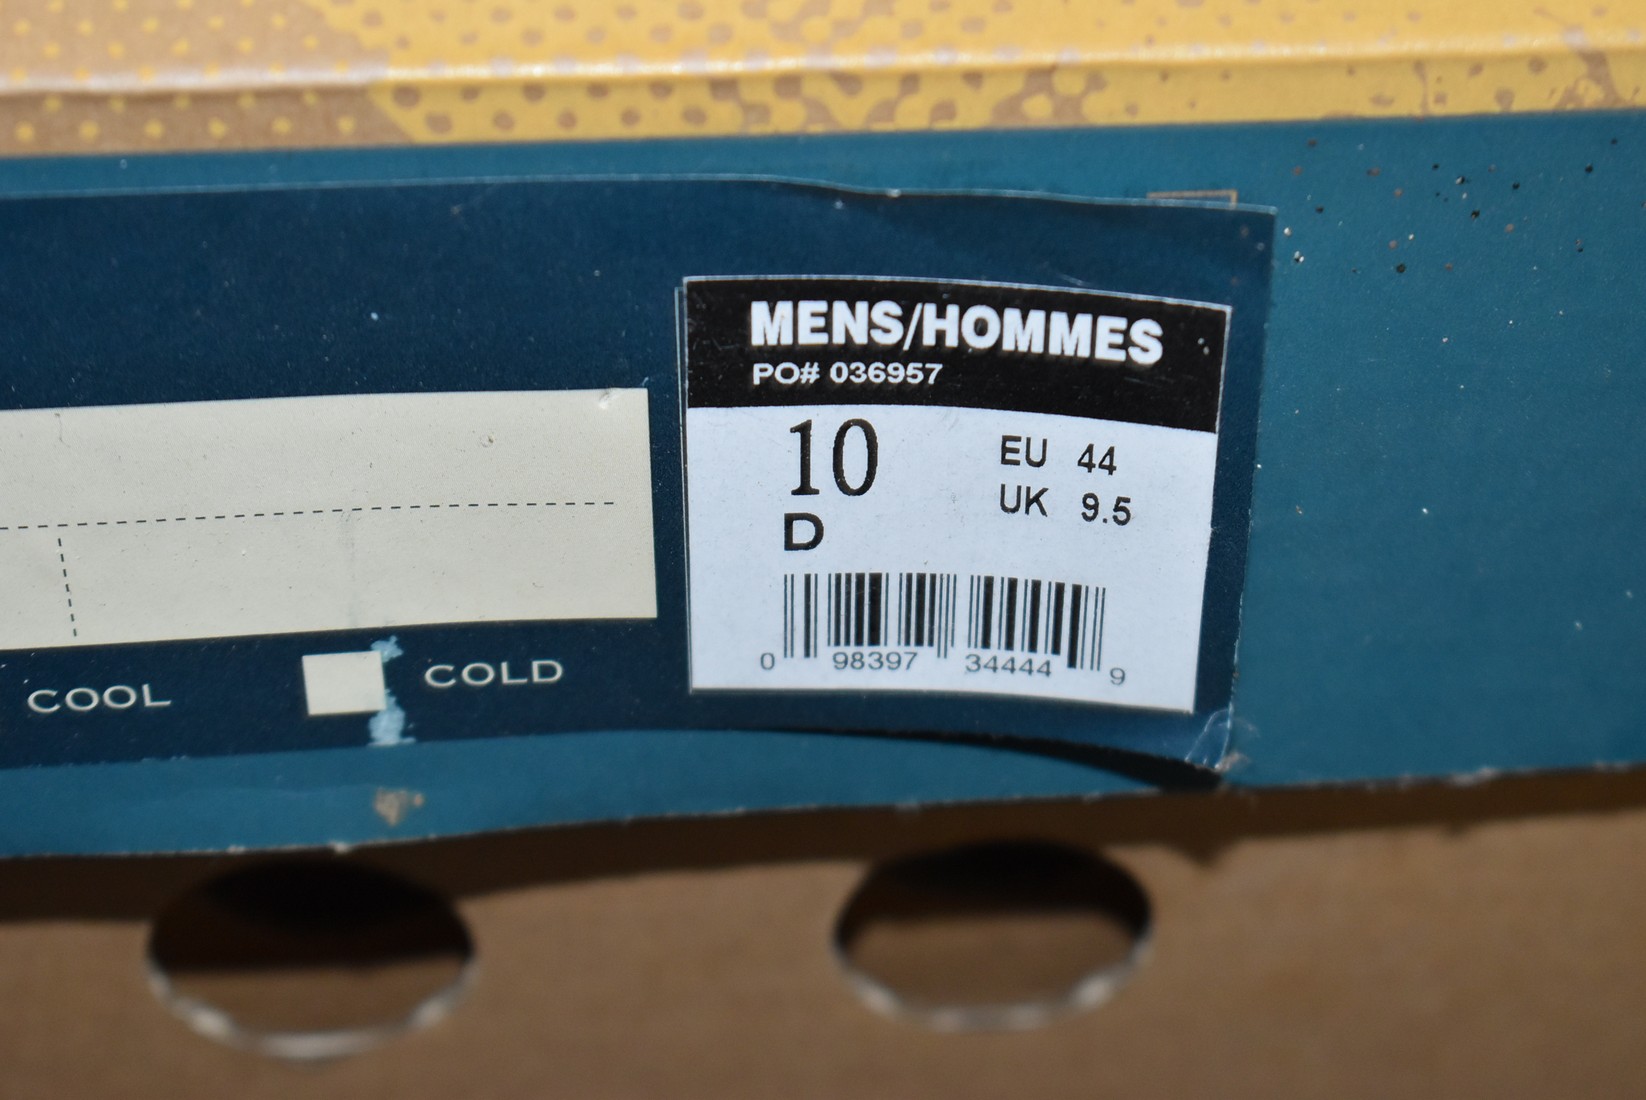 MENS/HOMMES
PO# 036957
10
D
EU 44
UK 9.5
0 98397 34444 9
COOL
COLD